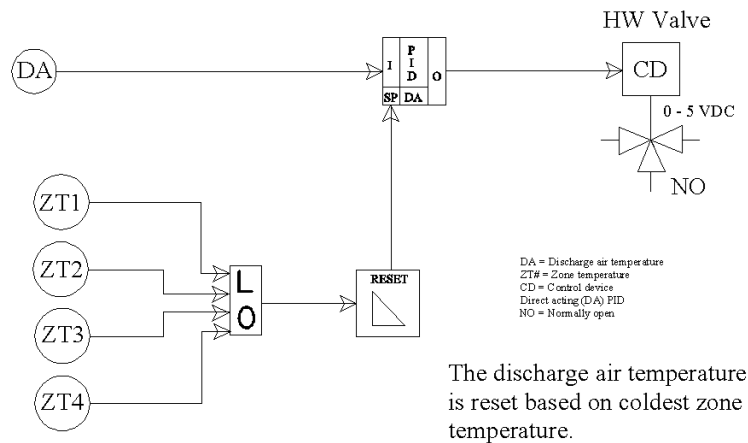 HW Valve
DA
I
PID
O
SP
DA
CD
0 - 5 VDC
NO
ZT1
ZT2
ZT3
ZT4
LO
RESET
DA = Discharge air temperature
ZT# = Zone temperature
CD = Control device
Direct acting (DA) PID
NO = Normally open
The discharge air temperature
is reset based on coldest zone
temperature.